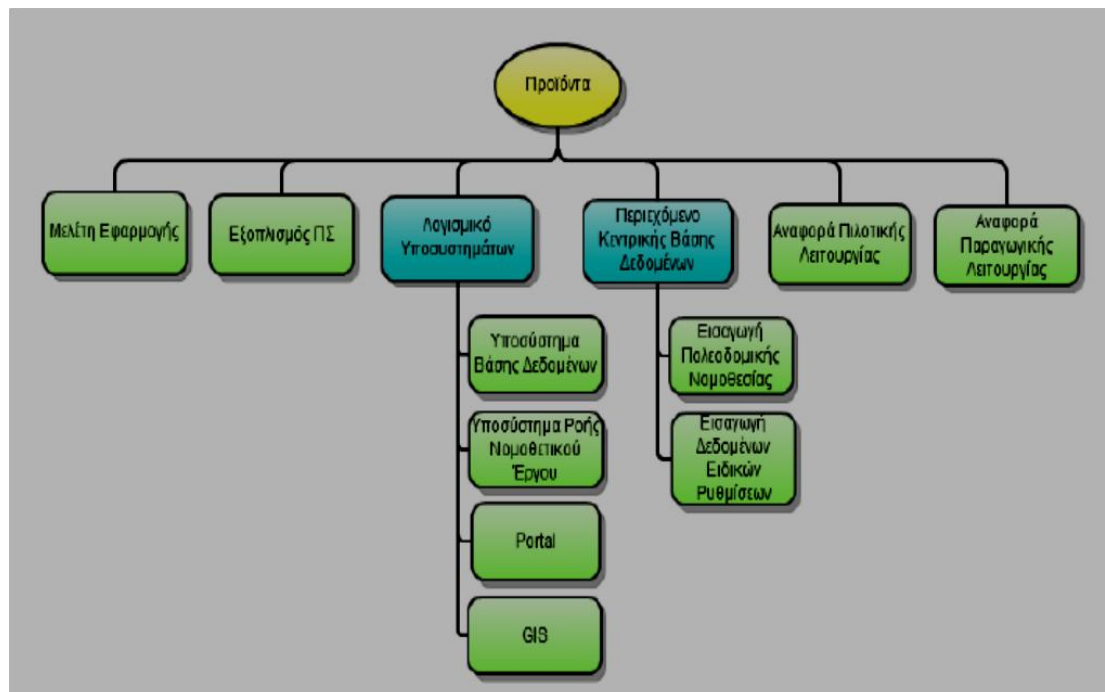 Προϊόντα
Μελέτη Εφαρμογής
Εξοπλισμός ΠΣ
Λογισμικό
Υποσυστημάτων
Περιεχόμενο
Κεντρικής Βάσης
Δεδομένων
Αναφορά Πιλοτικής
Λειτουργίας
Αναφορά
Παραγωγικής
Λειτουργίας
Υποσύστημα
Βάσης Δεδομένων
Υποσύστημα Ροής
Νομοθετικού
Έργου
Portal
GIS
Εισαγωγή
Πολεοδομικής
Νομοθεσίας
Εισαγωγή
Δεδομένων
Ειδικών
Ρυθμίσεων